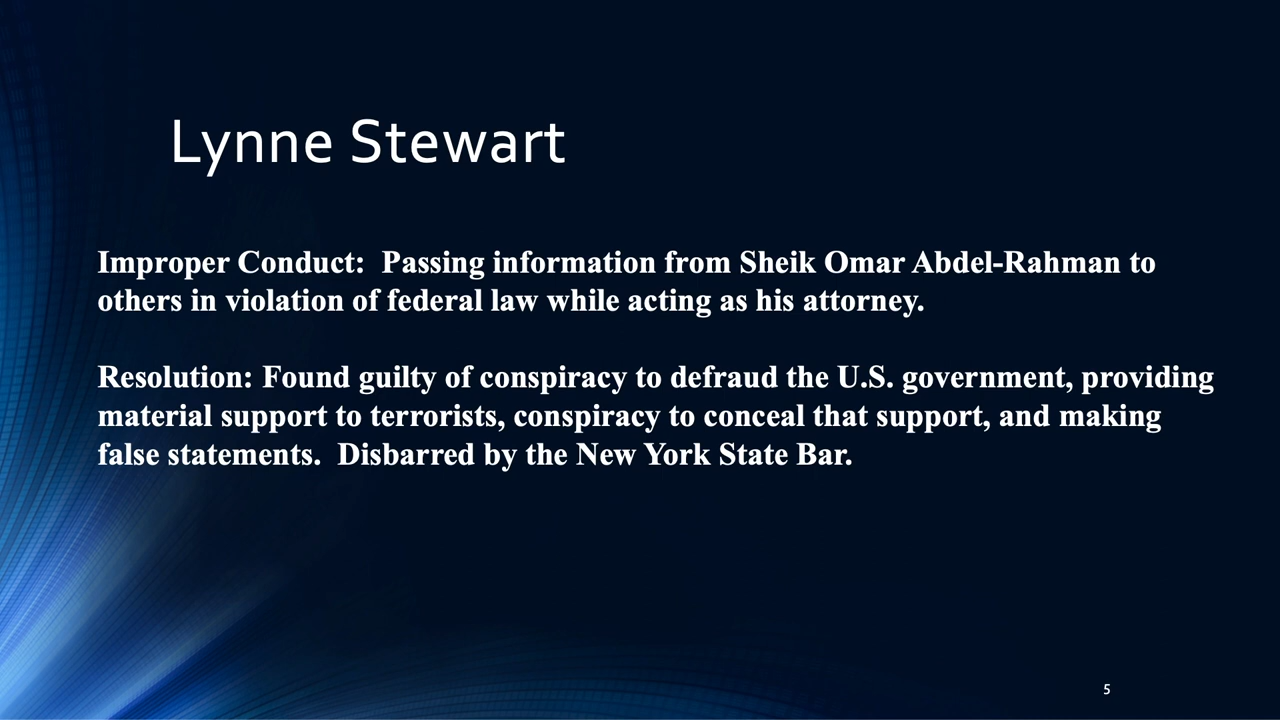 Lynne Stewart
Improper Conduct:  Passing information from Sheik Omar Abdel-Rahman to
others in violation of federal law while acting as his attorney.
Resolution: Found guilty of conspiracy to defraud the U.S. government, providing
material support to terrorists, conspiracy to conceal that support, and making
false statements.  Disbarred by the New York State Bar.
5